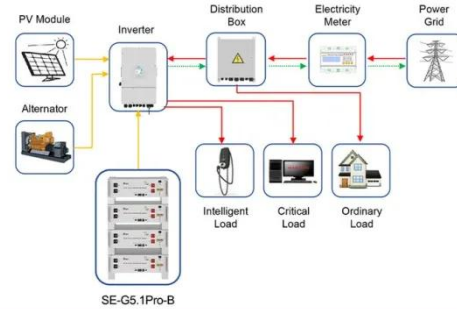 PV Module
Inverter
Distribution
Box
Electricity
Meter
Power
Grid
Alternator
Intelligent
Load
Critical
Load
Ordinary
Load
SE-G5.1Pro-B